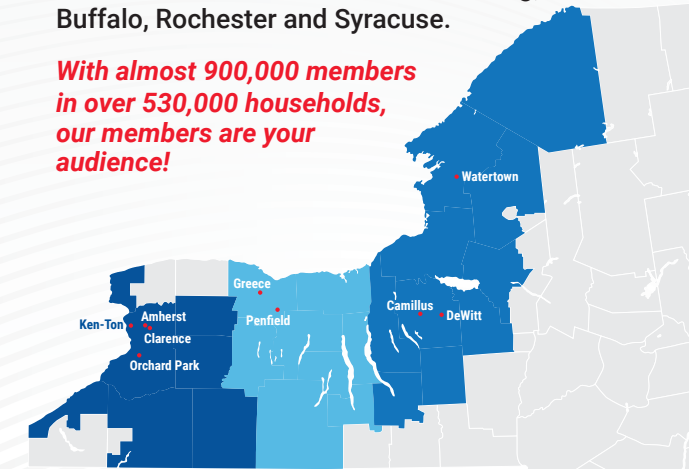 Buffalo, Rochester and Syracuse.
With almost 900,000 members
in over 530,000 households,
our members are your
audience!
Watertown
Greece
Penfield
Camillus
DeWitt
Amherst
Ken-Ton
Clarence
Orchard Park